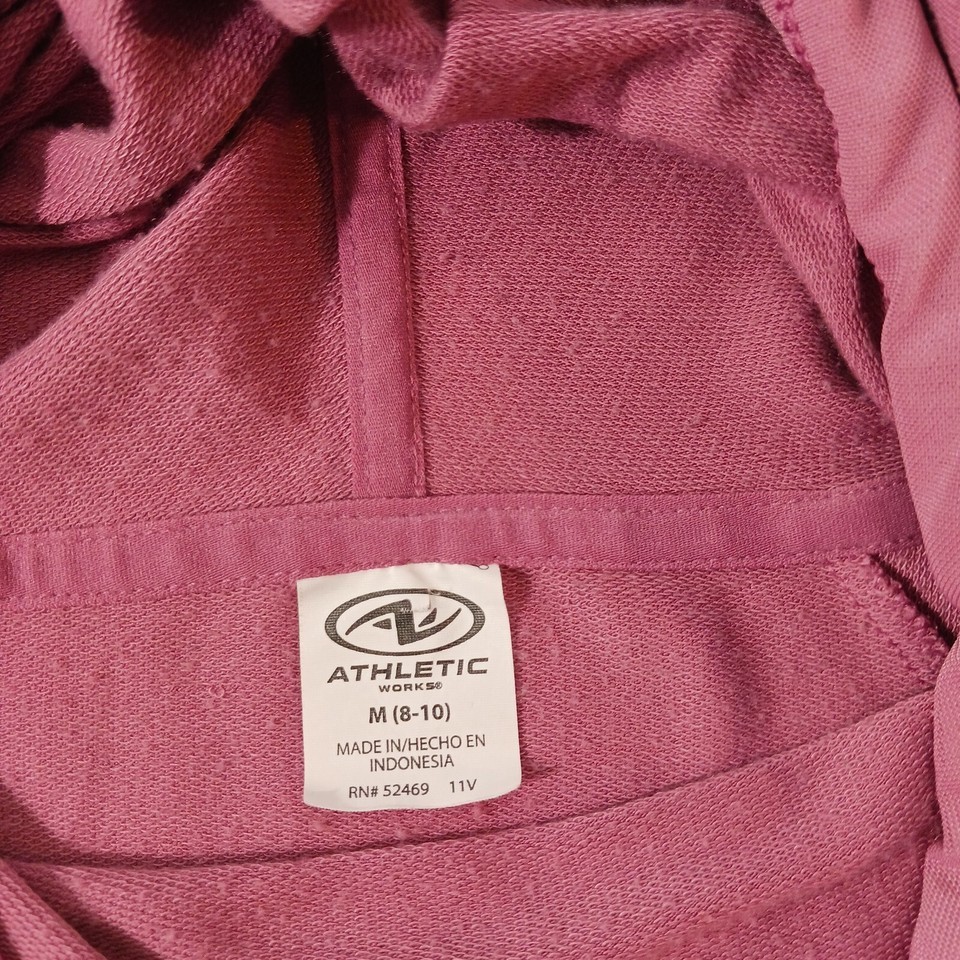 ATHLETIC
WORKS®
M (8-10)
MADE IN/HECHO EN
INDONESIA
RN# 52469 11V